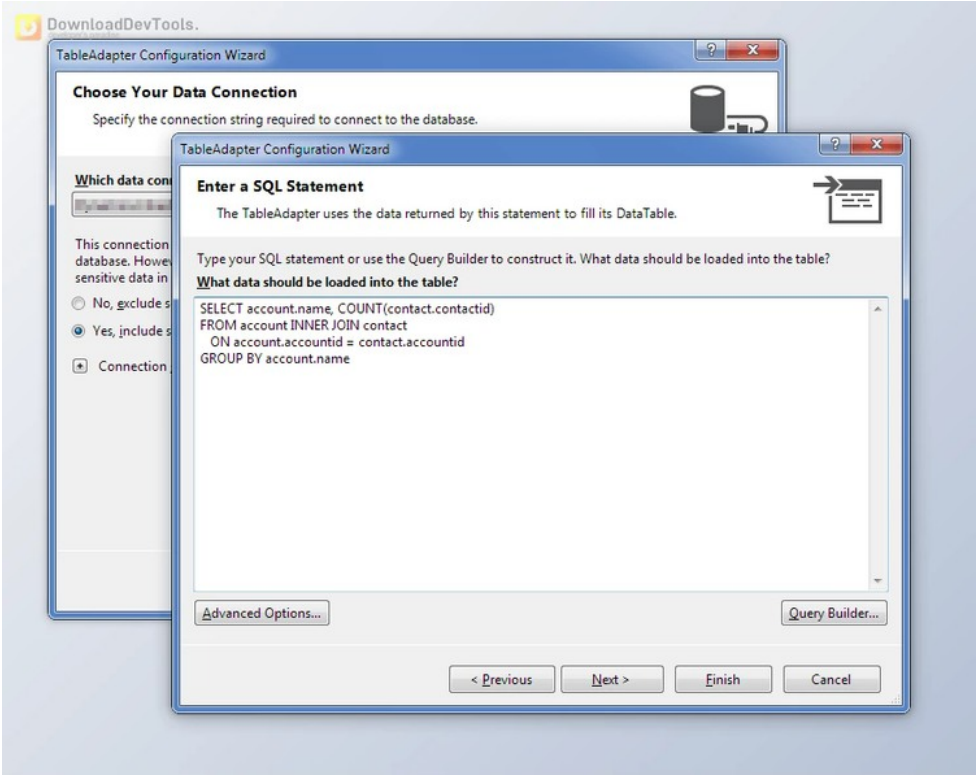 DownloadDevTools.
TableAdapter Configuration Wizard
Choose Your Data Connection
Specify the connection string required to connect to the database.
Which data
This connection
database.
sensitive data in
No, exclude
Yes, include
Connection
TableAdapter Configuration Wizard
Enter a SQL Statement
The TableAdapter uses the data returned by this statement to fill its DataTable.
Type your SQL statement or use the Query Builder to construct it. What data should be loaded into the table?
What data should be loaded into the table?
SELECT account.name, COUNT(contact.contactid)
FROM account INNER JOIN contact
ON account.accountid = contact.accountid
GROUP BY account.name
Advanced Options...
Query Builder...
< Previous
Next >
Finish
Cancel